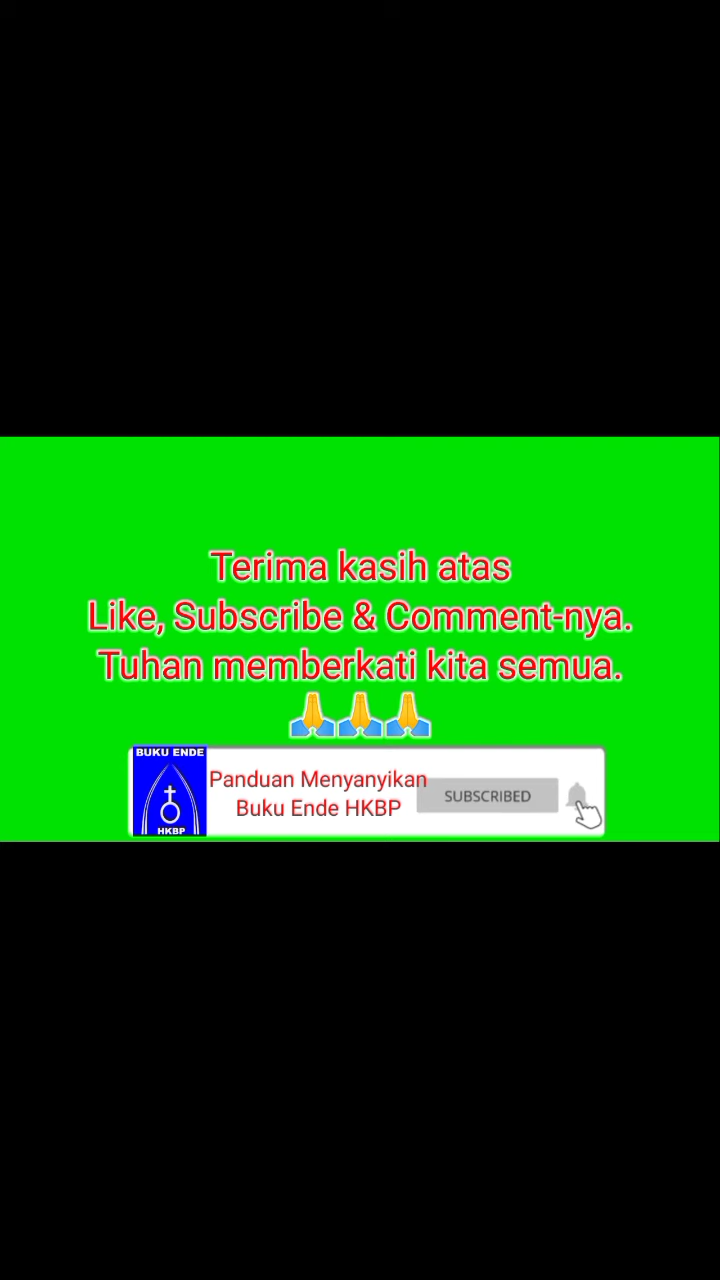 Terima kasih atas
Like, Subscribe & Comment-nya.
Tuhan memberkati kita semua.
🙏🙏🙏
BUKU ENDE
HKBP
Panduan Menyanyikan
Buku Ende HKBP
SUBSCRIBED